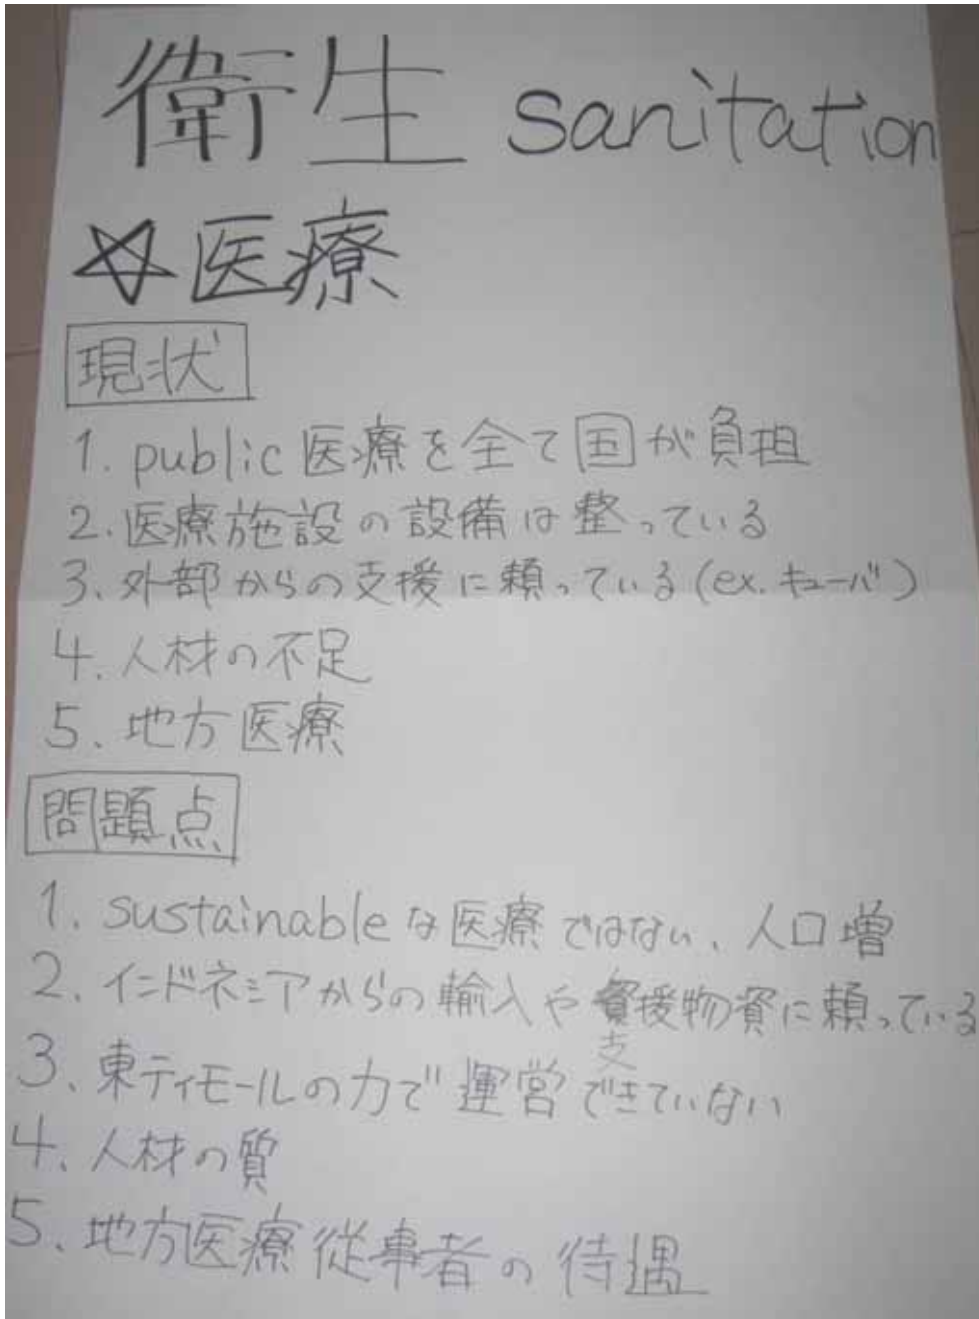 衛生 sanitation
☆医療
現状
1. public 医療を全て国が負担
2. 医療施設の設備は整っている
3. 外部からの支援に頼っている (ex. キューバ)
4. 人材の不足
5. 地方医療
問題点
1. sustainableな医療ではない、人口増
2. インドネシアからの輸入や援物資に頼っている
支
3. 東ティモールの力で運営できていない
4. 人材の質
5. 地方医療従事者の待遇